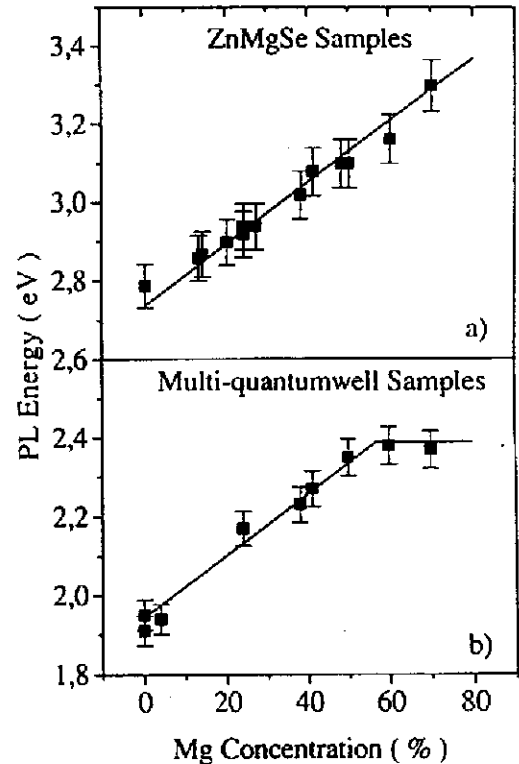 ZnMgSe Samples
3,4
3,2
3,0
2,8
2,6
a)
PL Energy ( eV )
Multi-quantumwell Samples
2,4
2,2
2,0
1,8
b)
0 20 40 60 80
Mg Concentration ( % )